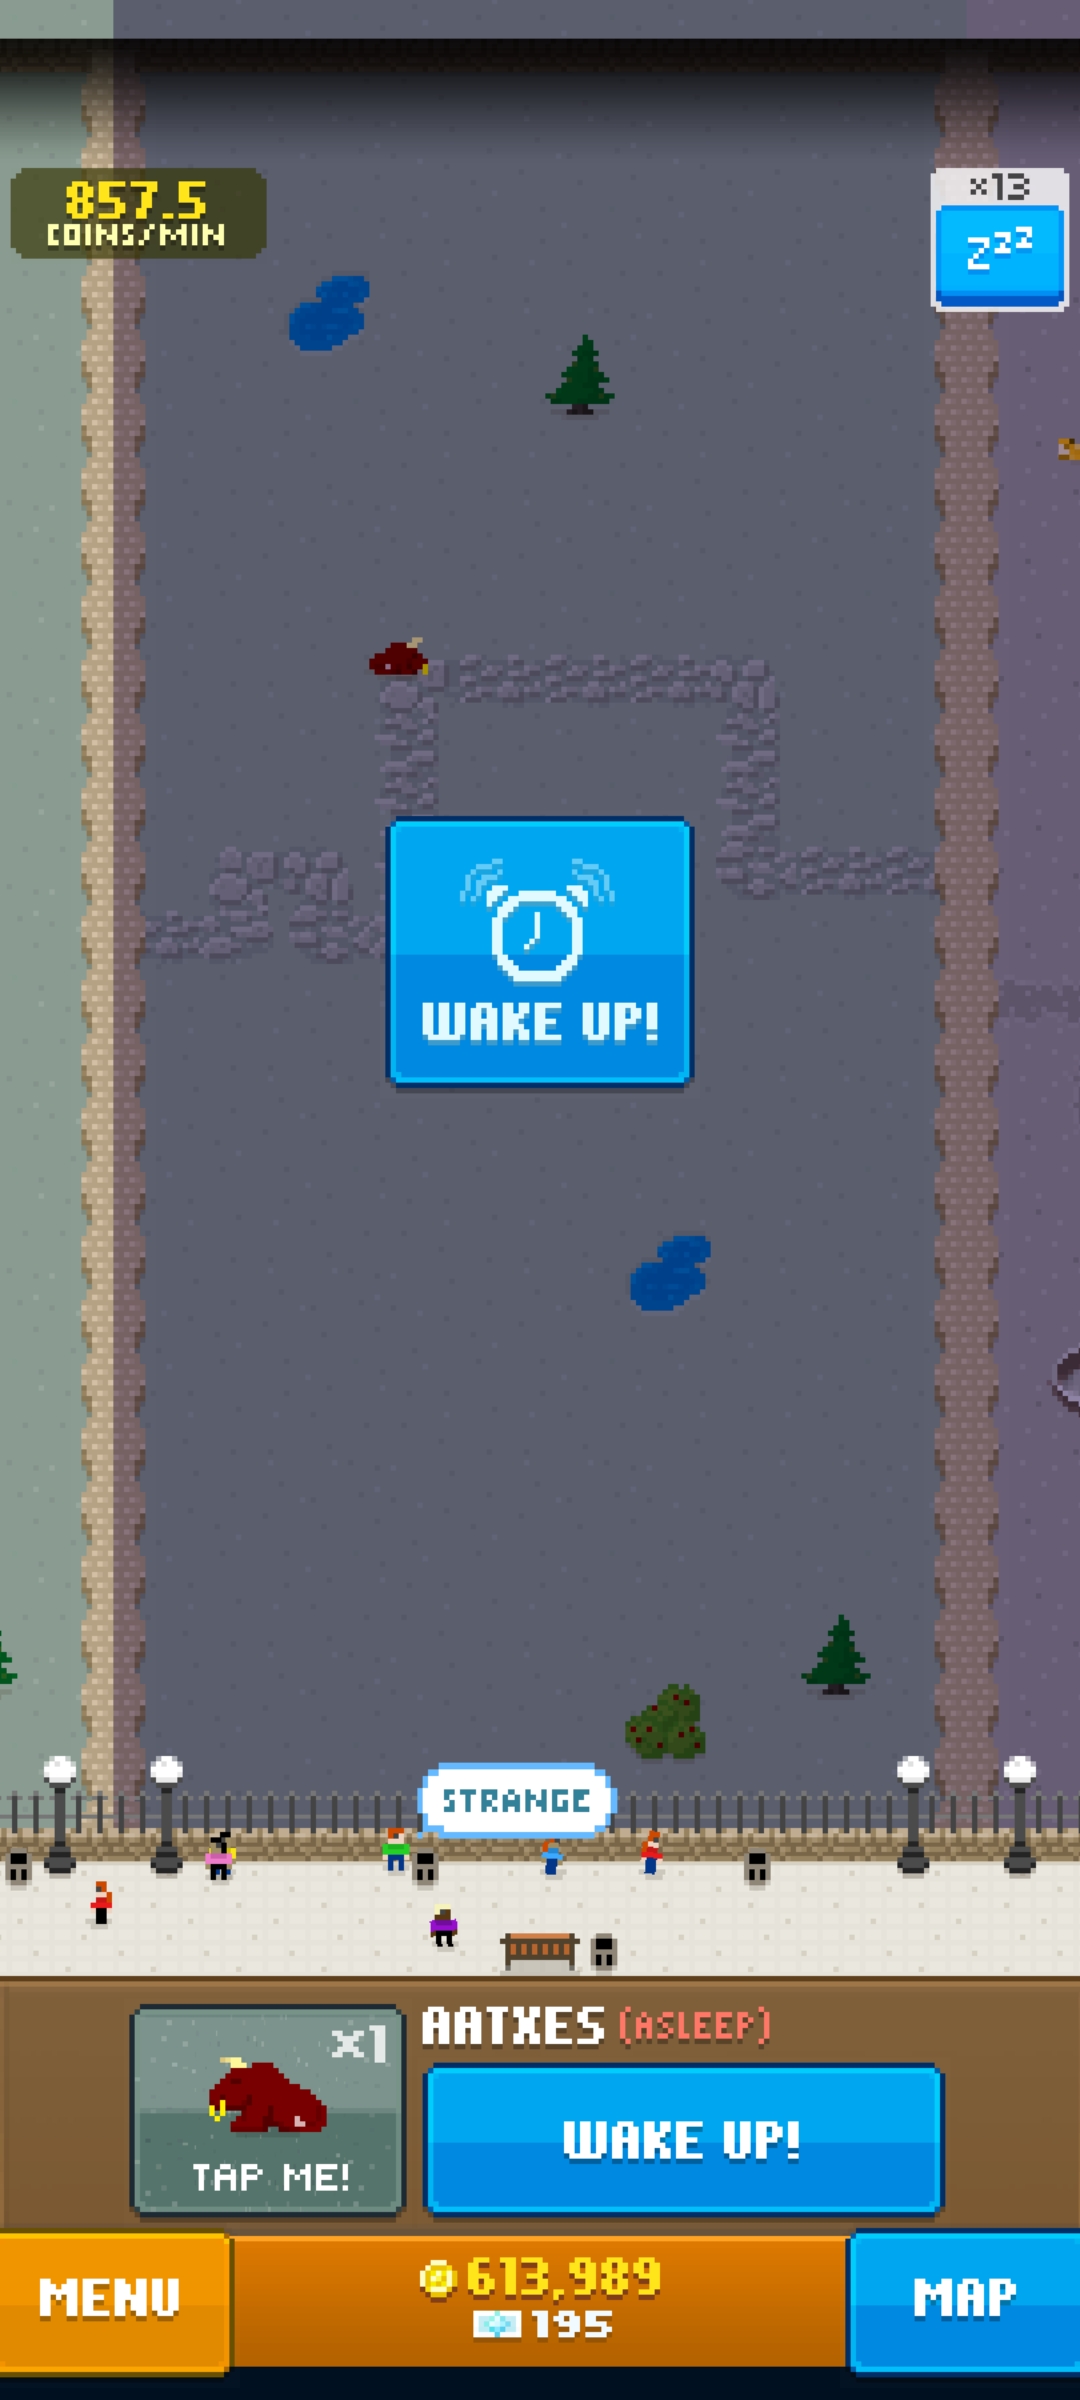 857.5
COINS/MIN
x13
zzz
WAKE UP!
STRANGE
x1
TAP ME!
AATXES (ASLEEP)
WAKE UP!
MENU
613,989
195
MAP